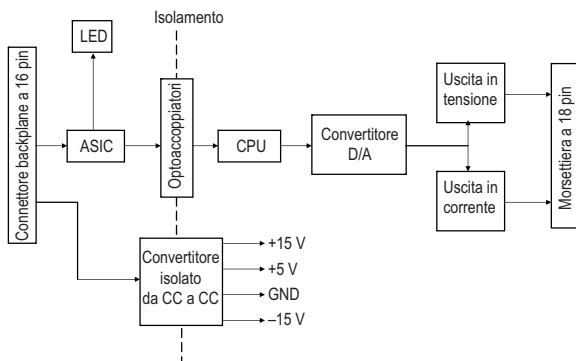 Isolamento
LED
Connettore backplane a 16 pin
ASIC
Optoaccoppiatori
CPU
Convertitore
D/A
Uscita in
tensione
Uscita in
corrente
Morsettiera a 18 pin
Convertitore
isolato
da CC a CC
+15 V
+5 V
GND
–15 V